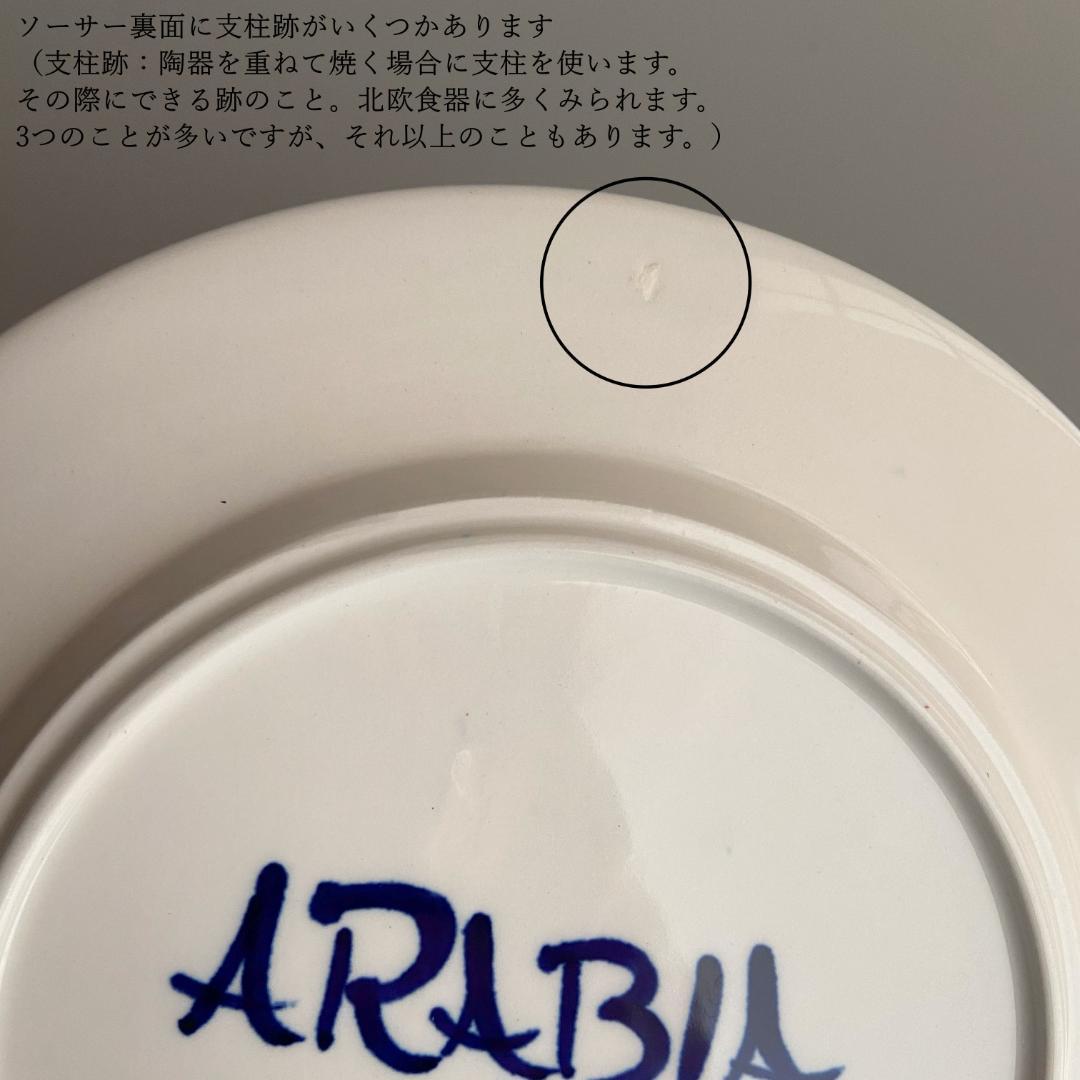 ソーサー裏面に支柱跡がいくつかあります
（支柱跡：陶器を重ねて焼く場合に支柱を使います。
その際にできる跡のこと。北欧食器に多くみられます。
3つのことが多いですが、それ以上のこともあります。）
ARABIA